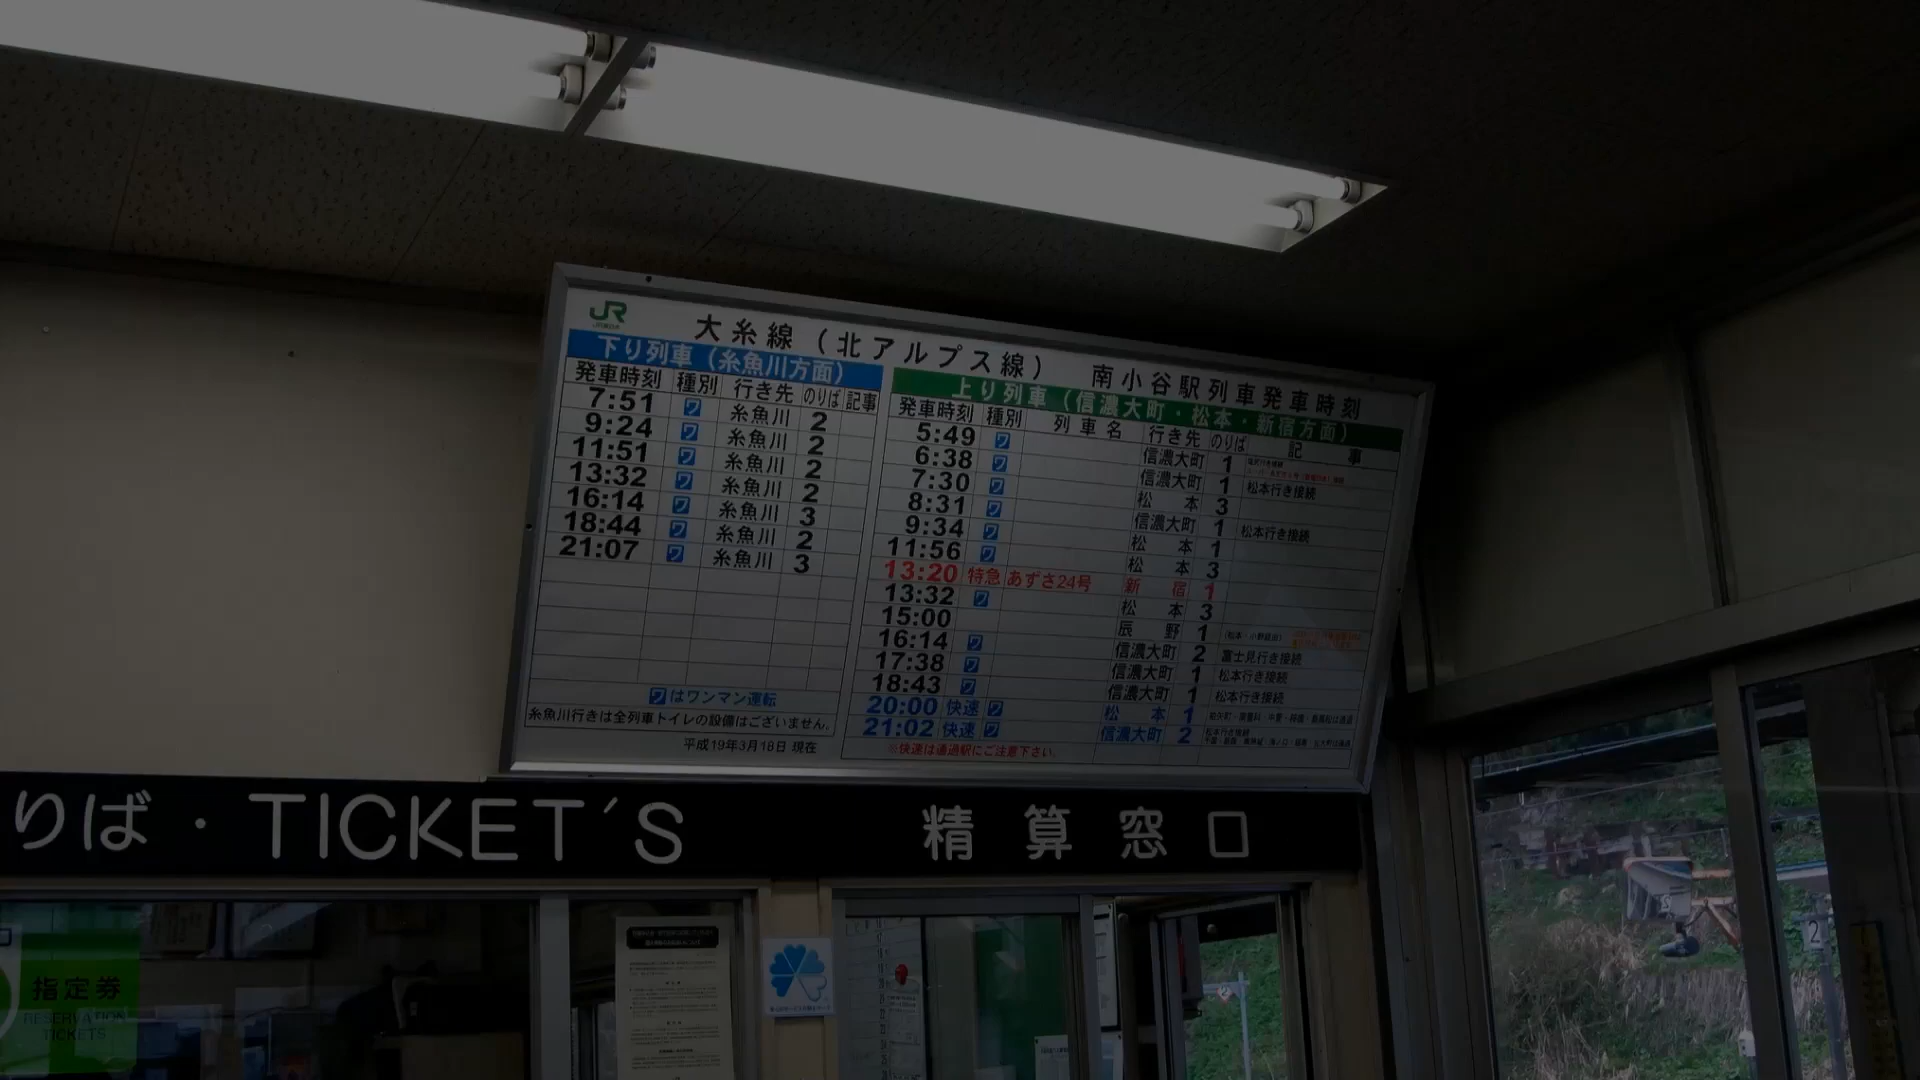 JR
大糸線（北アルプス線） 南小谷駅列車発車時刻
下り列車（糸魚川方面）
発車時刻 種別 行き先 のりば 記事
7:51 ワ 糸魚川 2
9:24 ワ 糸魚川 2
11:51 ワ 糸魚川 2
13:32 ワ 糸魚川 2
16:14 ワ 糸魚川 3
18:44 ワ 糸魚川 2
21:07 ワ 糸魚川 3
ワはワンマン運転
糸魚川行きは全列車トイレの設備はございません。
平成19年3月18日 現在
上り列車（信濃大町・松本・新宿方面）
発車時刻 種別 列車名 行き先 のりば 記事
5:49 ワ 信濃大町 1
6:38 ワ 信濃大町 1 松本行き接続
7:30 ワ 松本 3
8:31 ワ 信濃大町 1 松本行き接続
9:34 ワ 松本 1
11:56 ワ 松本 3
13:20 特急 あずさ24号 新宿 1
13:32 ワ 松本 3
15:00 辰野 1
16:14 ワ 信濃大町 2 富士見行き接続
17:38 ワ 信濃大町 1 松本行き接続
18:43 ワ 信濃大町 1 松本行き接続
20:00 快速 ワ 松本 1
21:02 快速 ワ 信濃大町 2 松本行き接続
※快速は通過駅にご注意下さい。
りば・TICKET´S 精算窓口
指定券
RESERVATION
TICKETS
2